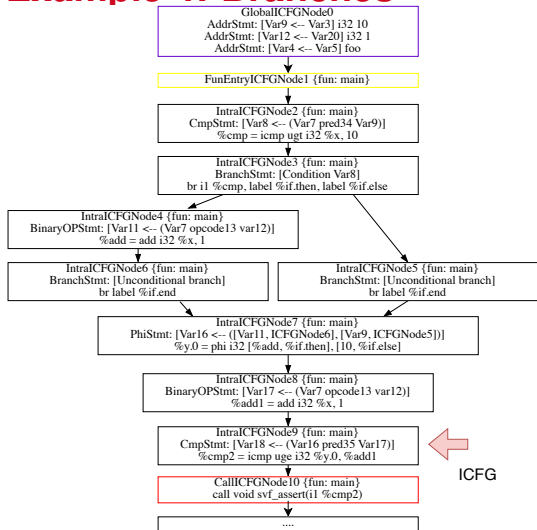 GlobalICFGNode0
AddrStmt: [Var9 <-- Var3] i32 10
AddrStmt: [Var12 <-- Var20] i32 1
AddrStmt: [Var4 <-- Var5] foo
FunEntryICFGNode1 {fun: main}
IntraICFGNode2 {fun: main}
CmpStmt: [Var8 <-- (Var7 pred34 Var9)]
%cmp = icmp ugt i32 %x, 10
IntraICFGNode3 {fun: main}
BranchStmt: [Condition Var8]
br i1 %cmp, label %if.then, label %if.else
IntraICFGNode4 {fun: main}
BinaryOPStmt: [Var11 <-- (Var7 opcode13 var12)]
%add = add i32 %x, 1
IntraICFGNode6 {fun: main}
BranchStmt: [Unconditional branch]
br label %if.end
IntraICFGNode5 {fun: main}
BranchStmt: [Unconditional branch]
br label %if.end
IntraICFGNode7 {fun: main}
PhiStmt: [Var16 <-- ([Var11, ICFGNode6], [Var9, ICFGNode5])]
%y.0 = phi i32 [%add, %if.then], [10, %if.else]
IntraICFGNode8 {fun: main}
BinaryOPStmt: [Var17 <-- (Var7 opcode13 var12)]
%add1 = add i32 %x, 1
IntraICFGNode9 {fun: main}
CmpStmt: [Var18 <-- (Var16 pred35 Var17)]
%cmp2 = icmp uge i32 %y.0, %add1
ICFG
CallICFGNode10 {fun: main}
call void svf_assert(i1 %cmp2)
....